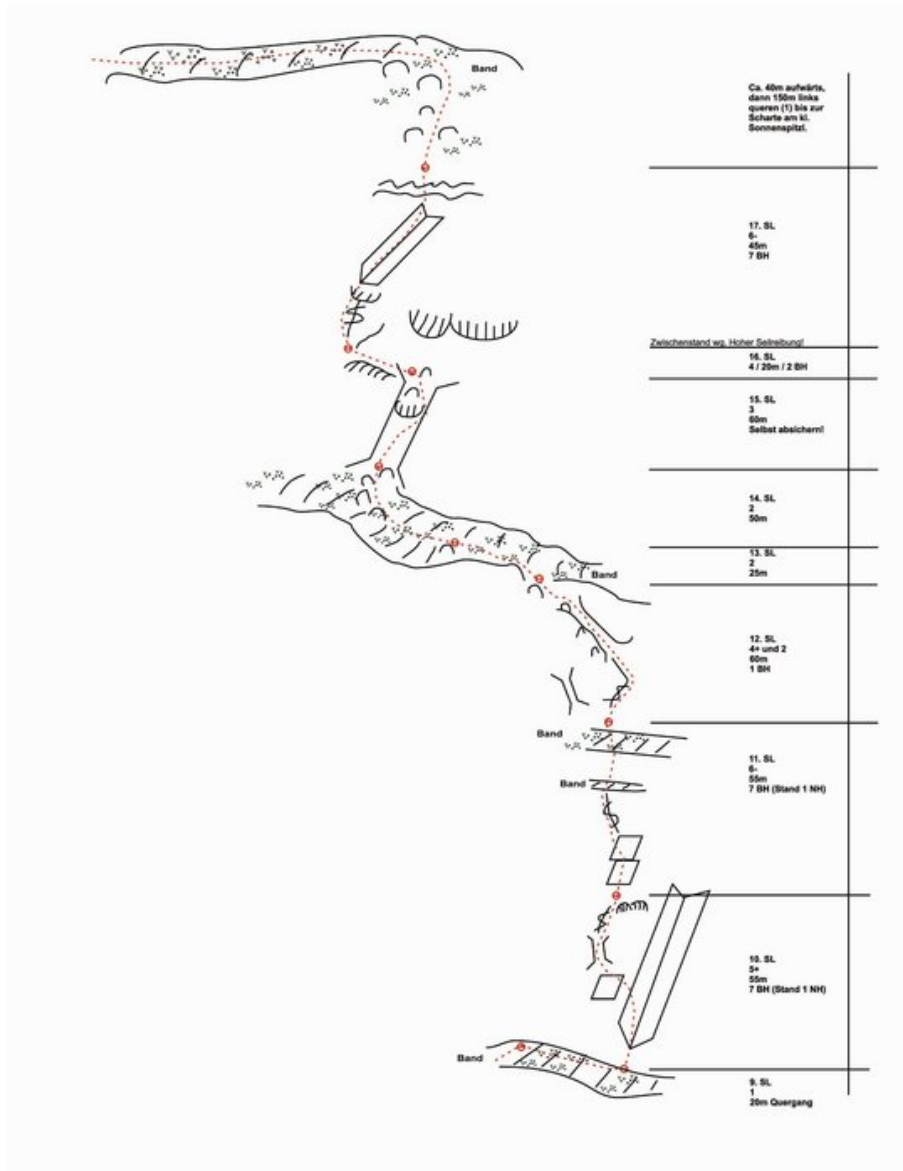 Band
Ca. 40m aufwärts,
dann 150m links
queren (1) bis zur
Scharte am kl.
Sonnenspitzl.
17. SL
6-
45m
7 BH
Zwischenstand wg. Hoher Seilreibung!
16. SL
4 / 20m / 2 BH
15. SL
3
60m
Selbst absichern!
14. SL
2
50m
13. SL
2
25m
Band
12. SL
4+ und 2
60m
1 BH
Band
11. SL
6-
55m
7 BH (Stand 1 NH)
Band
10. SL
5+
55m
7 BH (Stand 1 NH)
Band
9. SL
1
20m Quergang